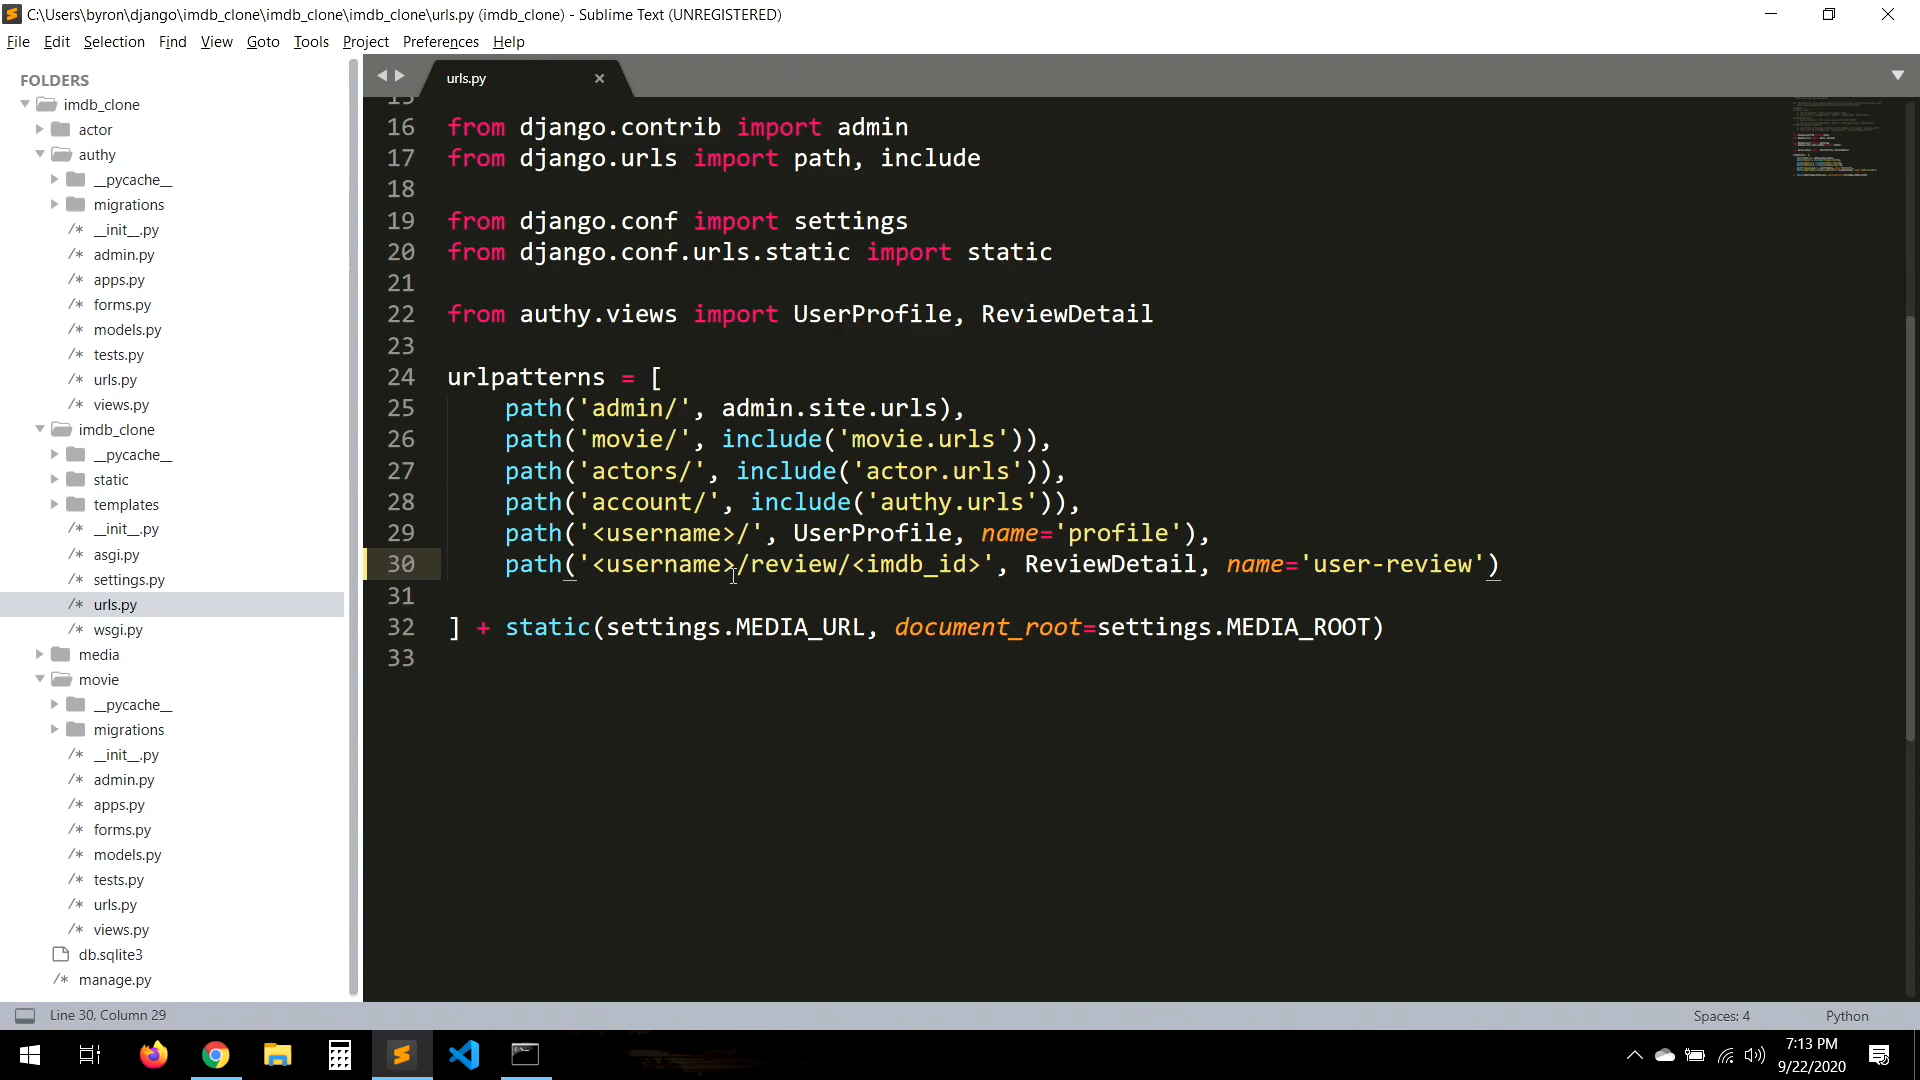 C:\Users\byron\django\imdb_clone\imdb_clone\imdb_clone\urls.py (imdb_clone) - Sublime Text (UNREGISTERED)
File Edit Selection Find View Goto Tools Project Preferences Help
FOLDERS
imdb_clone
actor
authy
__pycache__
migrations
/* __init__.py
/* admin.py
/* apps.py
/* forms.py
/* models.py
/* tests.py
/* urls.py
/* views.py
imdb_clone
__pycache__
static
templates
/* __init__.py
/* asgi.py
/* settings.py
/* urls.py
/* wsgi.py
media
movie
__pycache__
migrations
/* __init__.py
/* admin.py
/* apps.py
/* forms.py
/* models.py
/* tests.py
/* urls.py
/* views.py
db.sqlite3
/* manage.py
urls.py
15
16 from django.contrib import admin
17 from django.urls import path, include
18
19 from django.conf import settings
20 from django.conf.urls.static import static
21
22 from authy.views import UserProfile, ReviewDetail
23
24 urlpatterns = [
25     path('admin/', admin.site.urls),
26     path('movie/', include('movie.urls')),
27     path('actors/', include('actor.urls')),
28     path('account/', include('authy.urls')),
29     path('<username>/', UserProfile, name='profile'),
30     path('<username>/review/<imdb_id>', ReviewDetail, name='user-review')
31
32 ] + static(settings.MEDIA_URL, document_root=settings.MEDIA_ROOT)
33
Line 30, Column 29
Spaces: 4
Python
7:13 PM
9/22/2020